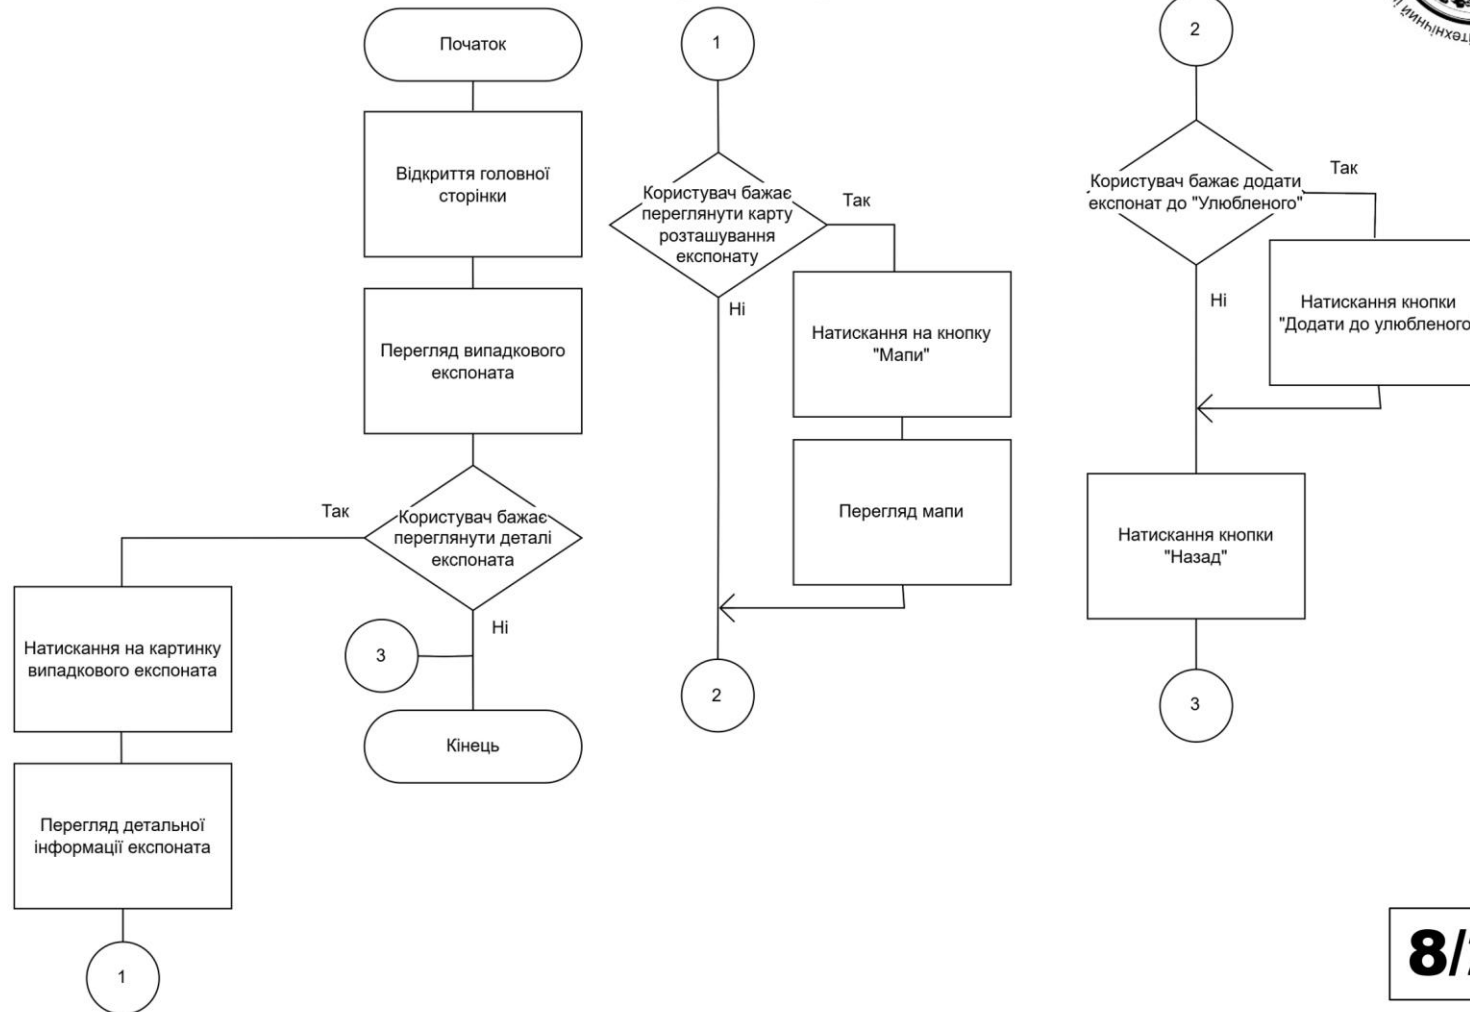 Початок
Відкриття головної
сторінки
Перегляд випадкового
експоната
Користувач бажає
переглянути деталі
експоната
Так
Ні
3
Кінець
Натискання на картинку
випадкового експоната
Перегляд детальної
інформації експоната
1
1
Користувач бажає
переглянути карту
розташування
експонату
Так
Ні
Натискання на кнопку
"Мапи"
Перегляд мапи
2
2
Користувач бажає додати
експонат до "Улюбленого"
Так
Ні
Натискання кнопки
"Додати до улюбленого
Натискання кнопки
"Назад"
3
8/